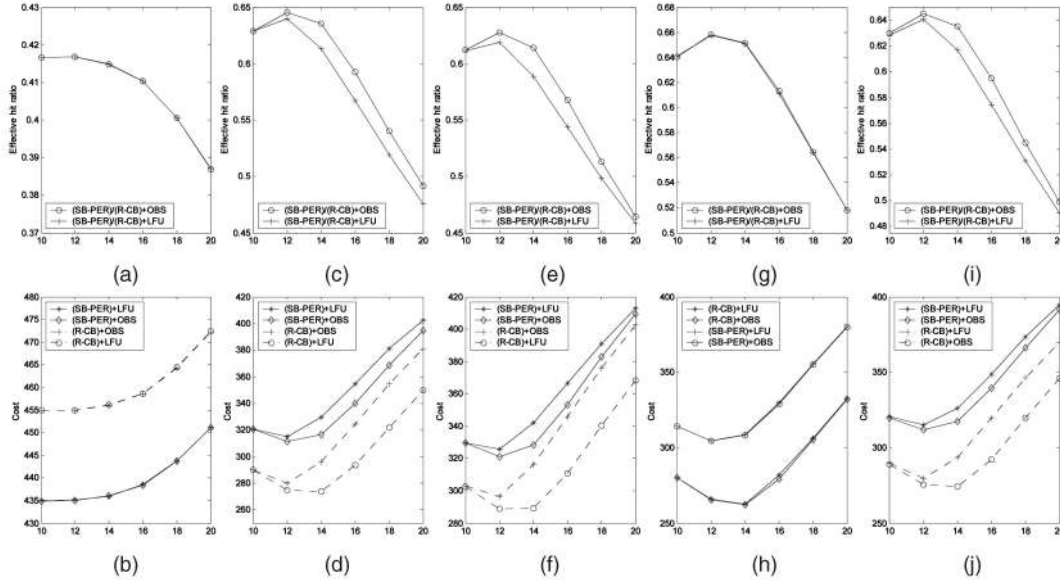 0.43
0.42
0.41
0.4
0.39
0.38
0.37
Effective hit ratio
(SB-PER)/(R-CB)+OBS
(SB-PER)/(R-CB)+LFU
10 12 14 16 18 20
(a)
0.65
0.6
0.55
0.5
0.45
Effective hit ratio
(SB-PER)/(R-CB)+OBS
(SB-PER)/(R-CB)+LFU
10 12 14 16 18 20
(c)
0.65
0.6
0.55
0.5
0.45
Effective hit ratio
(SB-PER)/(R-CB)+OBS
(SB-PER)/(R-CB)+LFU
10 12 14 16 18 20
(e)
0.66
0.64
0.62
0.6
0.58
0.56
0.54
0.52
0.5
Effective hit ratio
(SB-PER)/(R-CB)+OBS
(SB-PER)/(R-CB)+LFU
10 12 14 16 18 20
(g)
0.64
0.62
0.6
0.58
0.56
0.54
0.52
0.5
0.48
Effective hit ratio
(SB-PER)/(R-CB)+OBS
(SB-PER)/(R-CB)+LFU
10 12 14 16 18 20
(i)
480
475
470
465
460
455
450
445
440
435
430
Cost
(SB-PER)+LFU
(SB-PER)+OBS
(R-CB)+OBS
(R-CB)+LFU
10 12 14 16 18 20
(b)
420
400
380
360
340
320
300
280
260
Cost
(SB-PER)+LFU
(SB-PER)+OBS
(R-CB)+OBS
(R-CB)+LFU
10 12 14 16 18 20
(d)
420
400
380
360
340
320
300
280
Cost
(SB-PER)+LFU
(SB-PER)+OBS
(R-CB)+OBS
(R-CB)+LFU
10 12 14 16 18 20
(f)
400
350
300
250
Cost
(R-CB)+LFU
(R-CB)+OBS
(SB-PER)+LFU
(SB-PER)+OBS
10 12 14 16 18 20
(h)
400
350
300
250
Cost
(SB-PER)+LFU
(SB-PER)+OBS
(R-CB)+LFU
(R-CB)+OBS
10 12 14 16 18 20
(j)